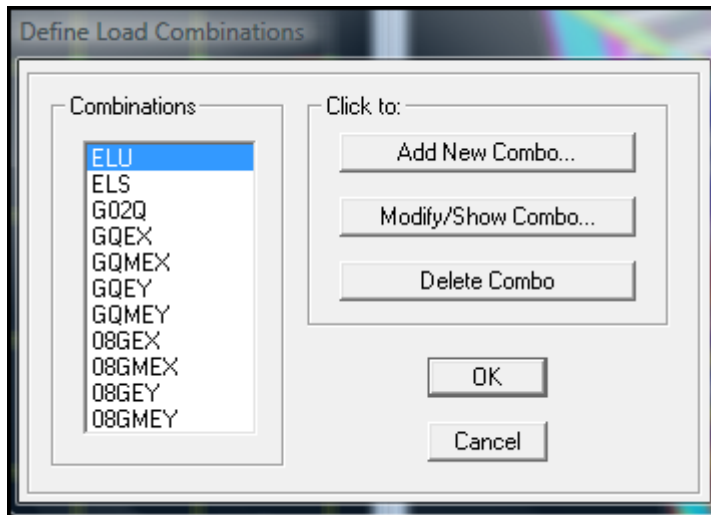 Define Load Combinations
Combinations
ELU
ELS
G02Q
GQEX
GQMEX
GQEY
GQMEY
08GEX
08GMEX
08GEY
08GMEY
Click to:
Add New Combo...
Modify/Show Combo...
Delete Combo
OK
Cancel